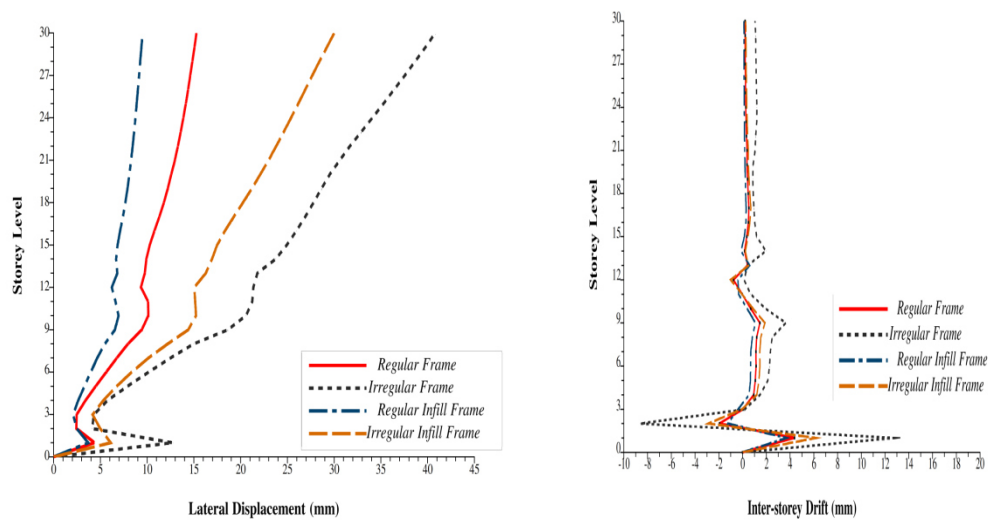 30
27
24
21
18
15
12
9
6
3
0
Storey Level
0 5 10 15 20 25 30 35 40 45
Lateral Displacement (mm)
Regular Frame
Irregular Frame
Regular Infill Frame
Irregular Infill Frame
30
27
24
21
18
15
12
9
6
3
0
Storey Level
-10 -8 -6 -4 -2 0 2 4 6 8 10 12 14 16 18 20
Inter-storey Drift (mm)
Regular Frame
Irregular Frame
Regular Infill Frame
Irregular Infill Frame